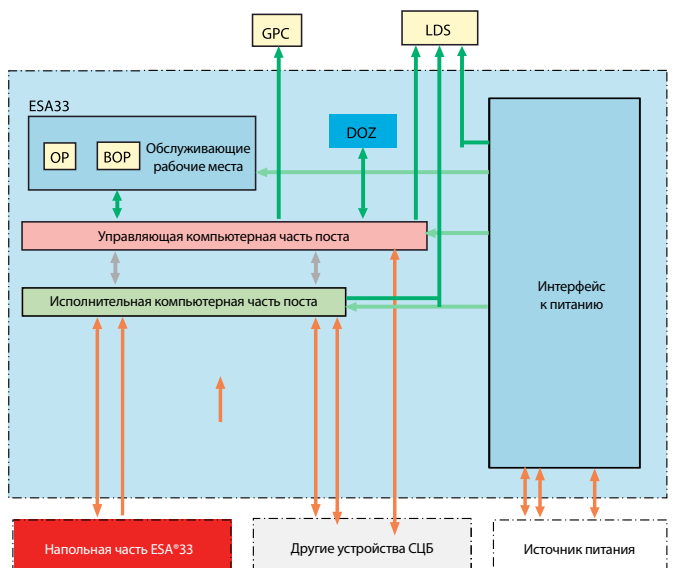 GPC
LDS
ESA33
OP
BOP
Обслуживающие
рабочие места
DOZ
Управляющая компьютерная часть поста
Исполнительная компьютерная часть поста
Интерфейс
к питанию
Напольная часть ESA®33
Другие устройства СЦБ
Источник питания